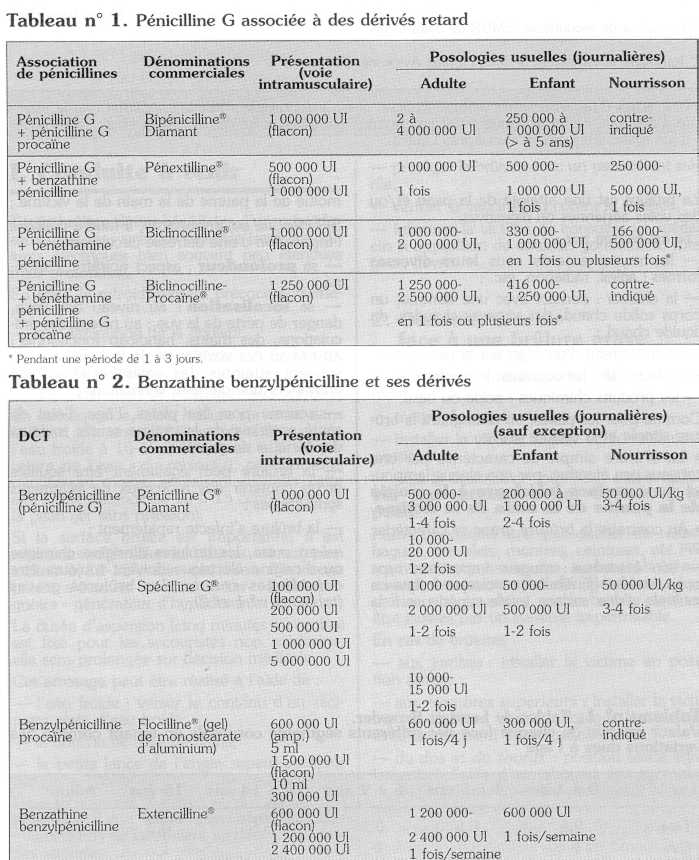 Tableau n° 1. Pénicilline G associée à des dérivés retard
Association de pénicillines | Dénominations commerciales | Présentation (voie intramusculaire) | Posologies usuelles (journalières)
Adulte | Enfant | Nourrisson
Pénicilline G | Bipénicilline® | 1 000 000 UI | 2 à | 250 000 à | contre-
+ pénicilline G | Diamant | (flacon) | 4 000 000 UI | 1 000 000 UI | indiqué
procaïne | (> à 5 ans)
Pénicilline G | Pénextilline® | 500 000 UI | 1 000 000 UI | 500 000- | 250 000-
+ benzathine | (flacon)
pénicilline | 1 000 000 UI | 1 fois | 1 000 000 UI | 500 000 UI,
1 fois | 1 fois
Pénicilline G | Biclinocilline® | 1 000 000 UI | 1 000 000- | 330 000- | 166 000-
+ bénéthamine | (flacon) | 2 000 000 UI, | 1 000 000 UI, | 500 000 UI,
pénicilline | en 1 fois ou plusieurs fois*
Pénicilline G | Biclinocilline- | 1 250 000 UI | 1 250 000- | 416 000- | contre-
+ bénéthamine | Procaïne® | (flacon) | 2 500 000 UI, | 1 250 000 UI, | indiqué
pénicilline
+ pénicilline G | en 1 fois ou plusieurs fois*
procaïne
* Pendant une période de 1 à 3 jours.
Tableau n° 2. Benzathine benzylpénicilline et ses dérivés
DCT | Dénominations commerciales | Présentation (voie intramusculaire) | Posologies usuelles (journalières) (sauf exception)
Adulte | Enfant | Nourrisson
Benzylpénicilline | Pénicilline G® | 1 000 000 UI | 500 000- | 200 000 à | 50 000 UI/kg
(pénicilline G) | Diamant | (flacon) | 3 000 000 UI | 1 000 000 UI | 3-4 fois
1-4 fois | 2-4 fois
10 000-
20 000 UI
1-2 fois
Spécilline G® | 100 000 UI | 1 000 000- | 50 000- | 50 000 UI/kg
(flacon)
200 000 UI | 2 000 000 UI | 500 000 UI | 3-4 fois
500 000 UI | 1-2 fois | 1-2 fois
1 000 000 UI
5 000 000 UI
10 000-
15 000 UI
1-2 fois
Benzylpénicilline | Flocilline® (gel) | 600 000 UI | 600 000 UI | 300 000 UI, | contre-
procaïne | de monostéarate | (amp.) | 1 fois/4 j | 1 fois/4 j | indiqué
d'aluminium) | 5 ml
1 500 000 UI
(flacon)
10 ml
300 000 UI
Benzathine | Extencilline® | 600 000 UI | 1 200 000- | 600 000 UI
benzylpénicilline | (flacon)
1 200 000 UI | 2 400 000 UI | 1 fois/semaine
2 400 000 UI | 1 fois/semaine